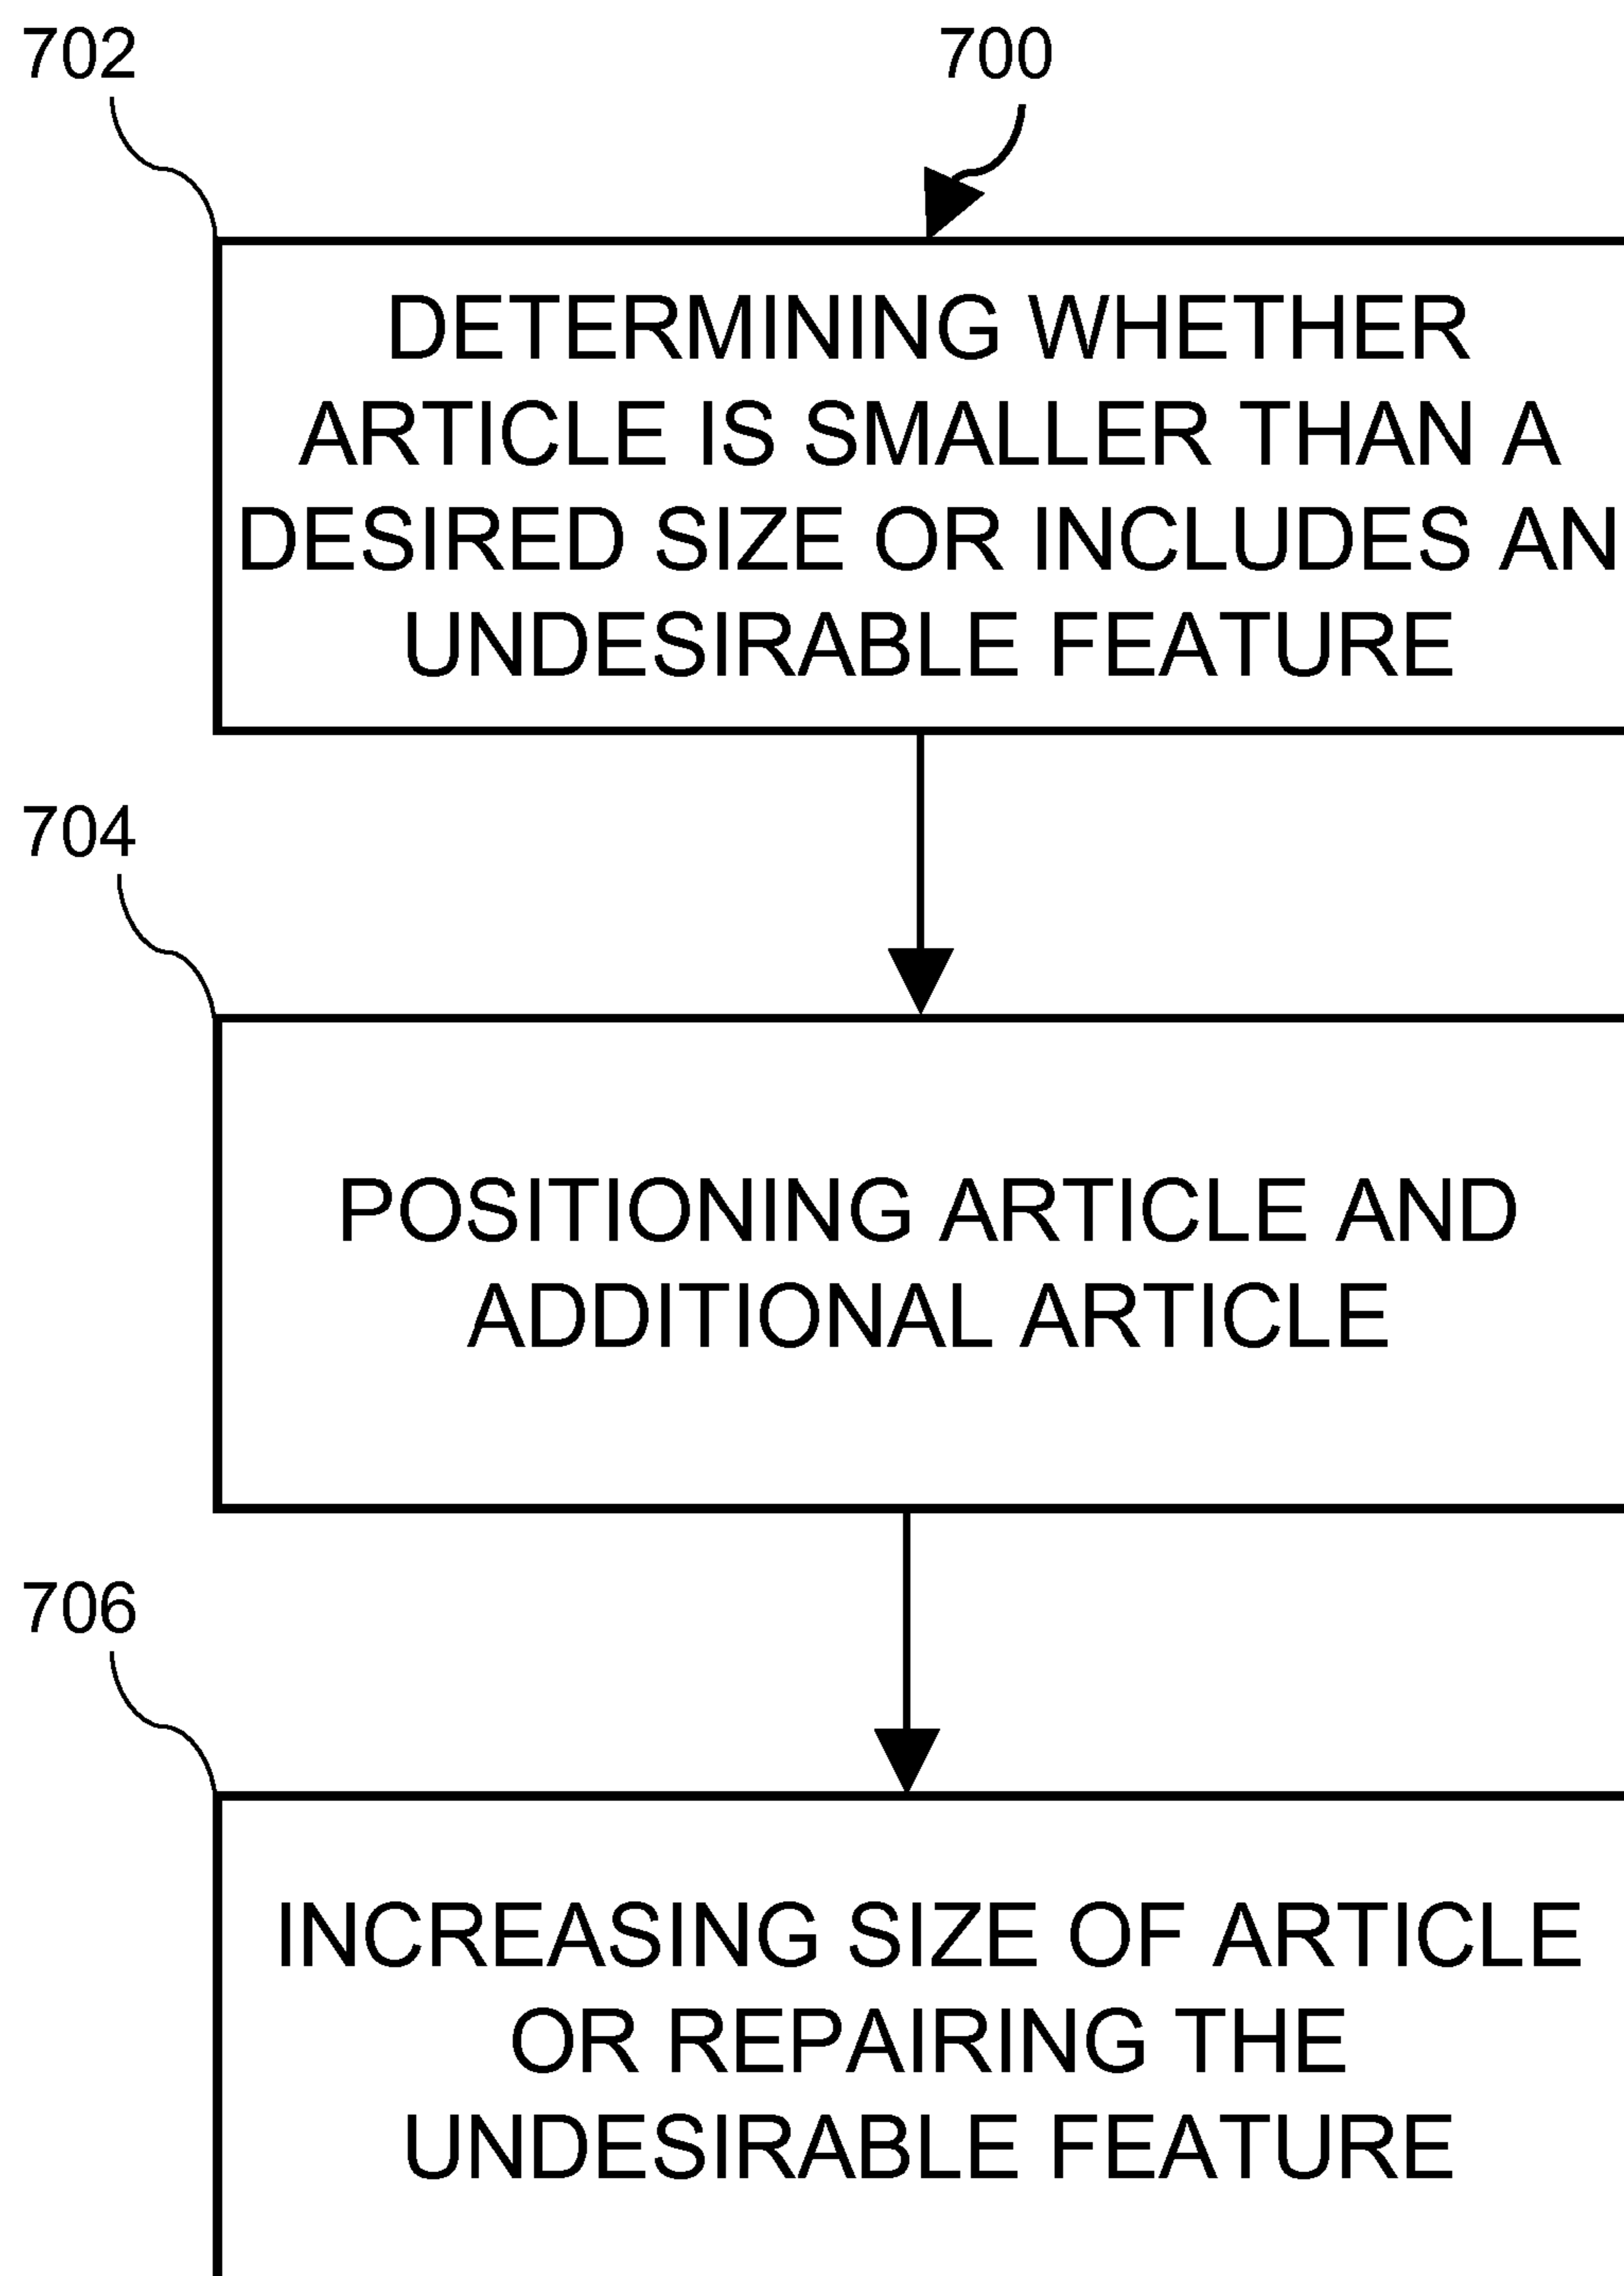 702
700
DETERMINING WHETHER
ARTICLE IS SMALLER THAN A
DESIRED SIZE OR INCLUDES AN
UNDESIRABLE FEATURE
704
POSITIONING ARTICLE AND
ADDITIONAL ARTICLE
706
INCREASING SIZE OF ARTICLE
OR REPAIRING THE
UNDESIRABLE FEATURE